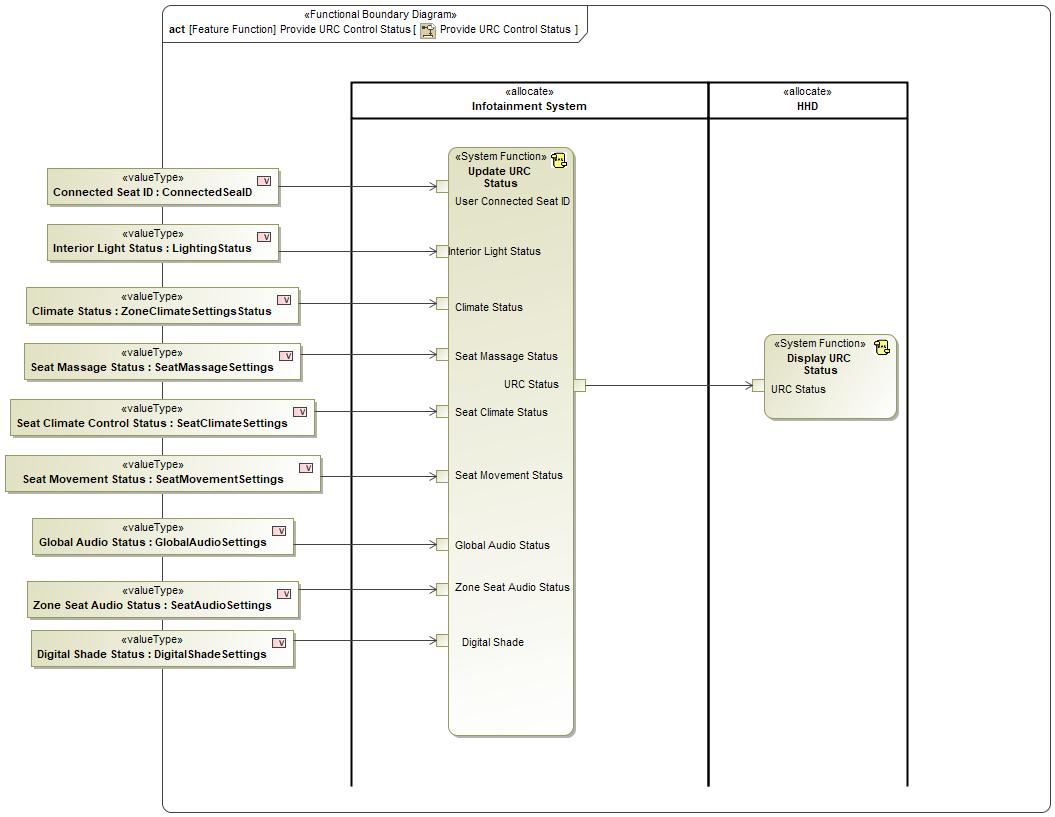 «Functional Boundary Diagram»
act [Feature Function] Provide URC Control Status [ Provide URC Control Status ]
«allocate»
Infotainment System
«allocate»
HHD
«valueType»
Connected Seat ID : ConnectedSeaID
«valueType»
Interior Light Status : LightingStatus
«valueType»
Climate Status : ZoneClimateSettingsStatus
«valueType»
Seat Massage Status : SeatMassageSettings
«valueType»
Seat Climate Control Status : SeatClimateSettings
«valueType»
Seat Movement Status : SeatMovementSettings
«valueType»
Global Audio Status : GlobalAudioSettings
«valueType»
Zone Seat Audio Status : SeatAudioSettings
«valueType»
Digital Shade Status : DigitalShadeSettings
V
V
V
V
V
V
V
V
V
«System Function»
Update URC
Status
User Connected Seat ID
Interior Light Status
Climate Status
Seat Massage Status
URC Status
Seat Climate Status
Seat Movement Status
Global Audio Status
Zone Seat Audio Status
Digital Shade
«System Function»
Display URC
Status
URC Status